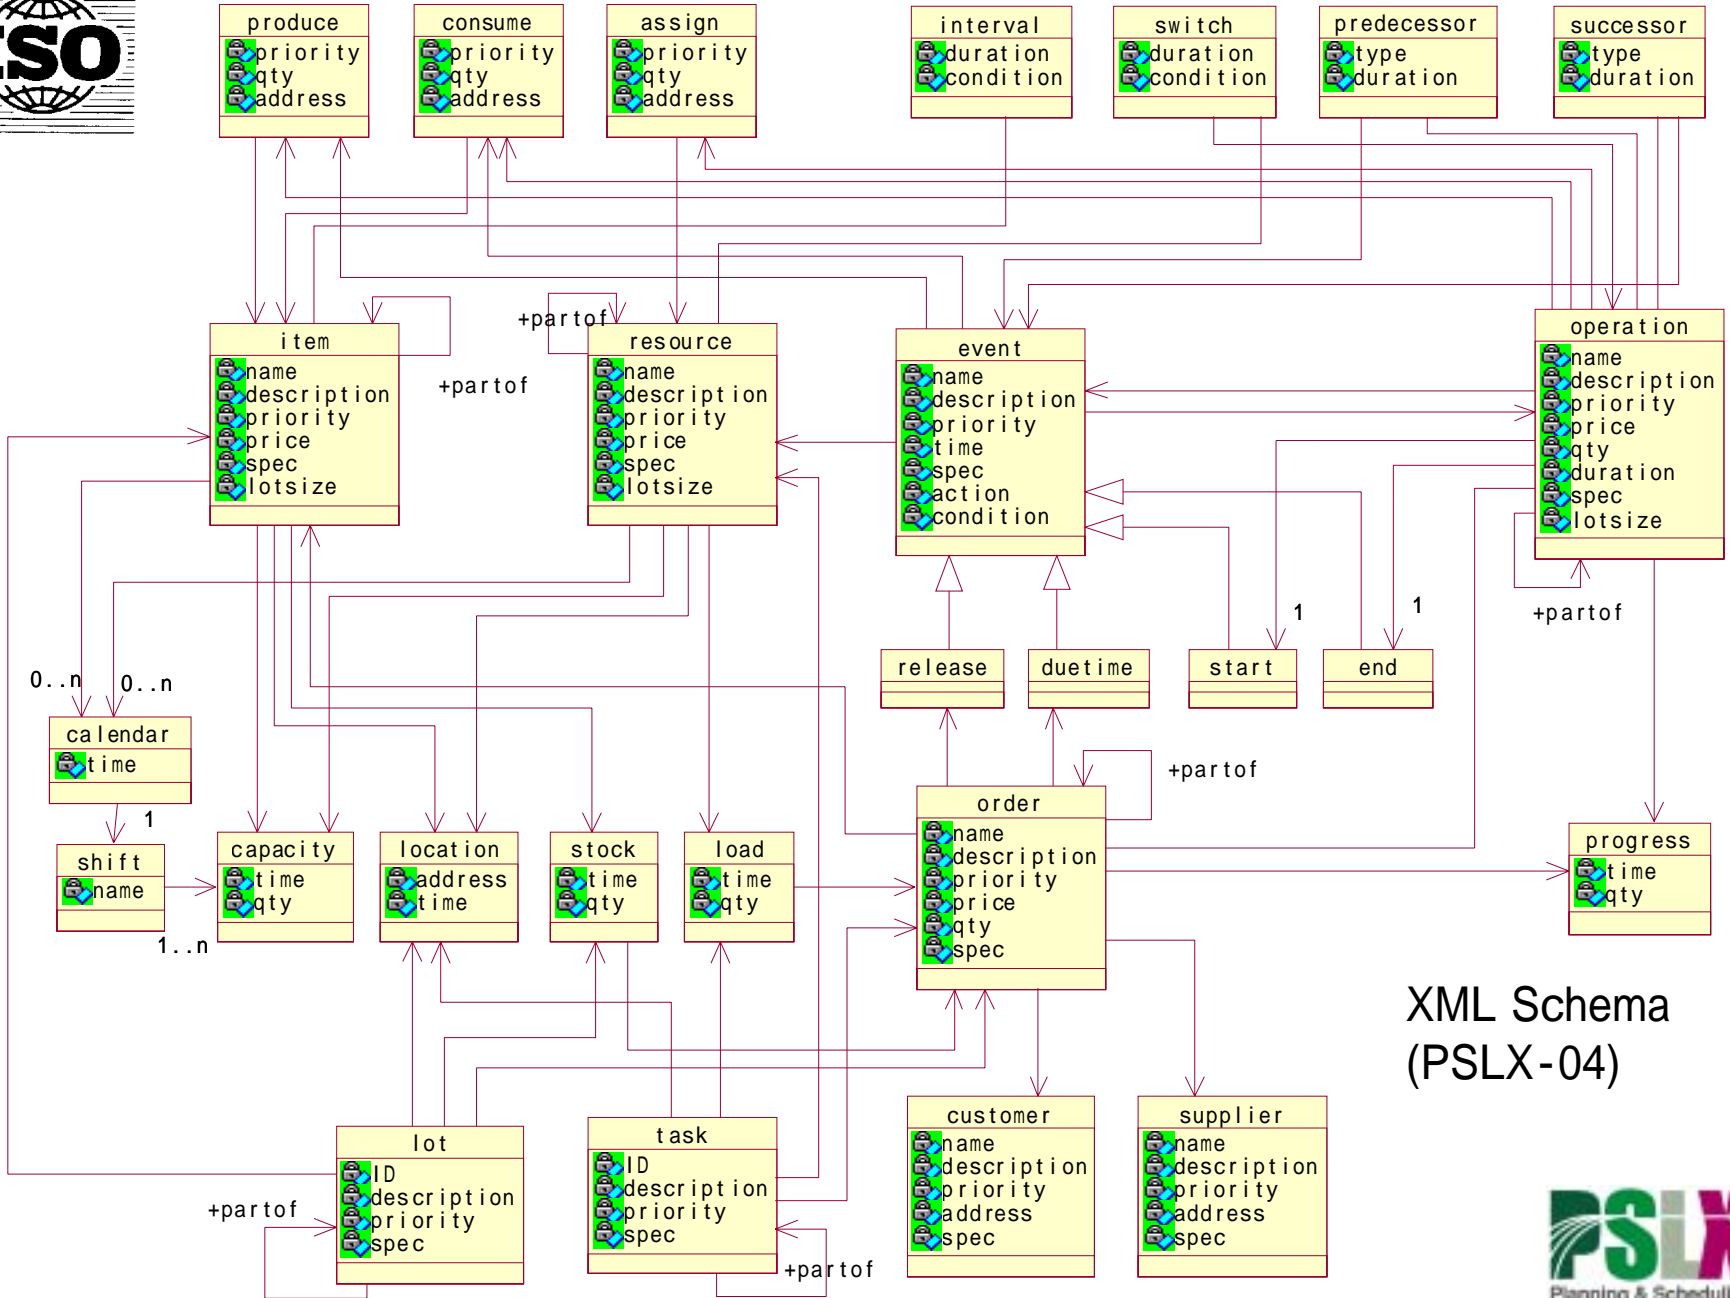 ISO
produce
priority
qty
address
consume
priority
qty
address
assign
priority
qty
address
interval
duration
condition
switch
duration
condition
predecessor
type
duration
successor
type
duration
item
name
description
priority
price
spec
lotsize
+partof
+partof
resource
name
description
priority
price
spec
lotsize
event
name
description
priority
time
spec
action
condition
operation
name
description
priority
price
qty
duration
spec
lotsize
+partof
1
1
release
duetime
start
end
0..n
0..n
calendar
time
1
shift
name
1..n
capacity
time
qty
location
address
time
stock
time
qty
load
time
qty
order
name
description
priority
price
qty
spec
+partof
progress
time
qty
XML Schema
(PSLX-04)
lot
ID
description
priority
spec
+partof
task
ID
description
priority
spec
+partof
customer
name
description
priority
address
spec
supplier
name
description
priority
address
spec
PSLX
Planning & Scheduli